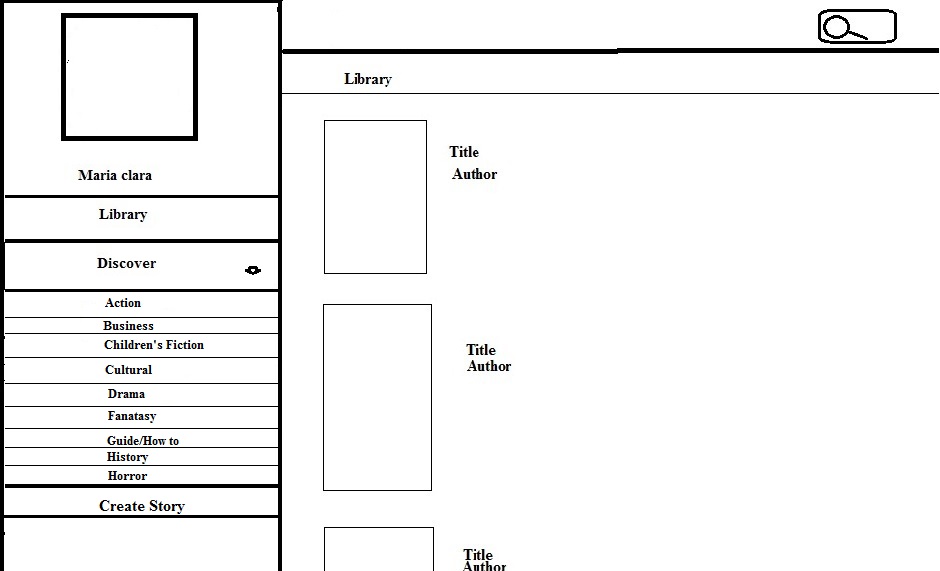 Maria clara
Library
Discover
Action
Business
Children's Fiction
Cultural
Drama
Fanatasy
Guide/How to
History
Horror
Create Story
Library
Title
Author
Title
Author
Title
Author